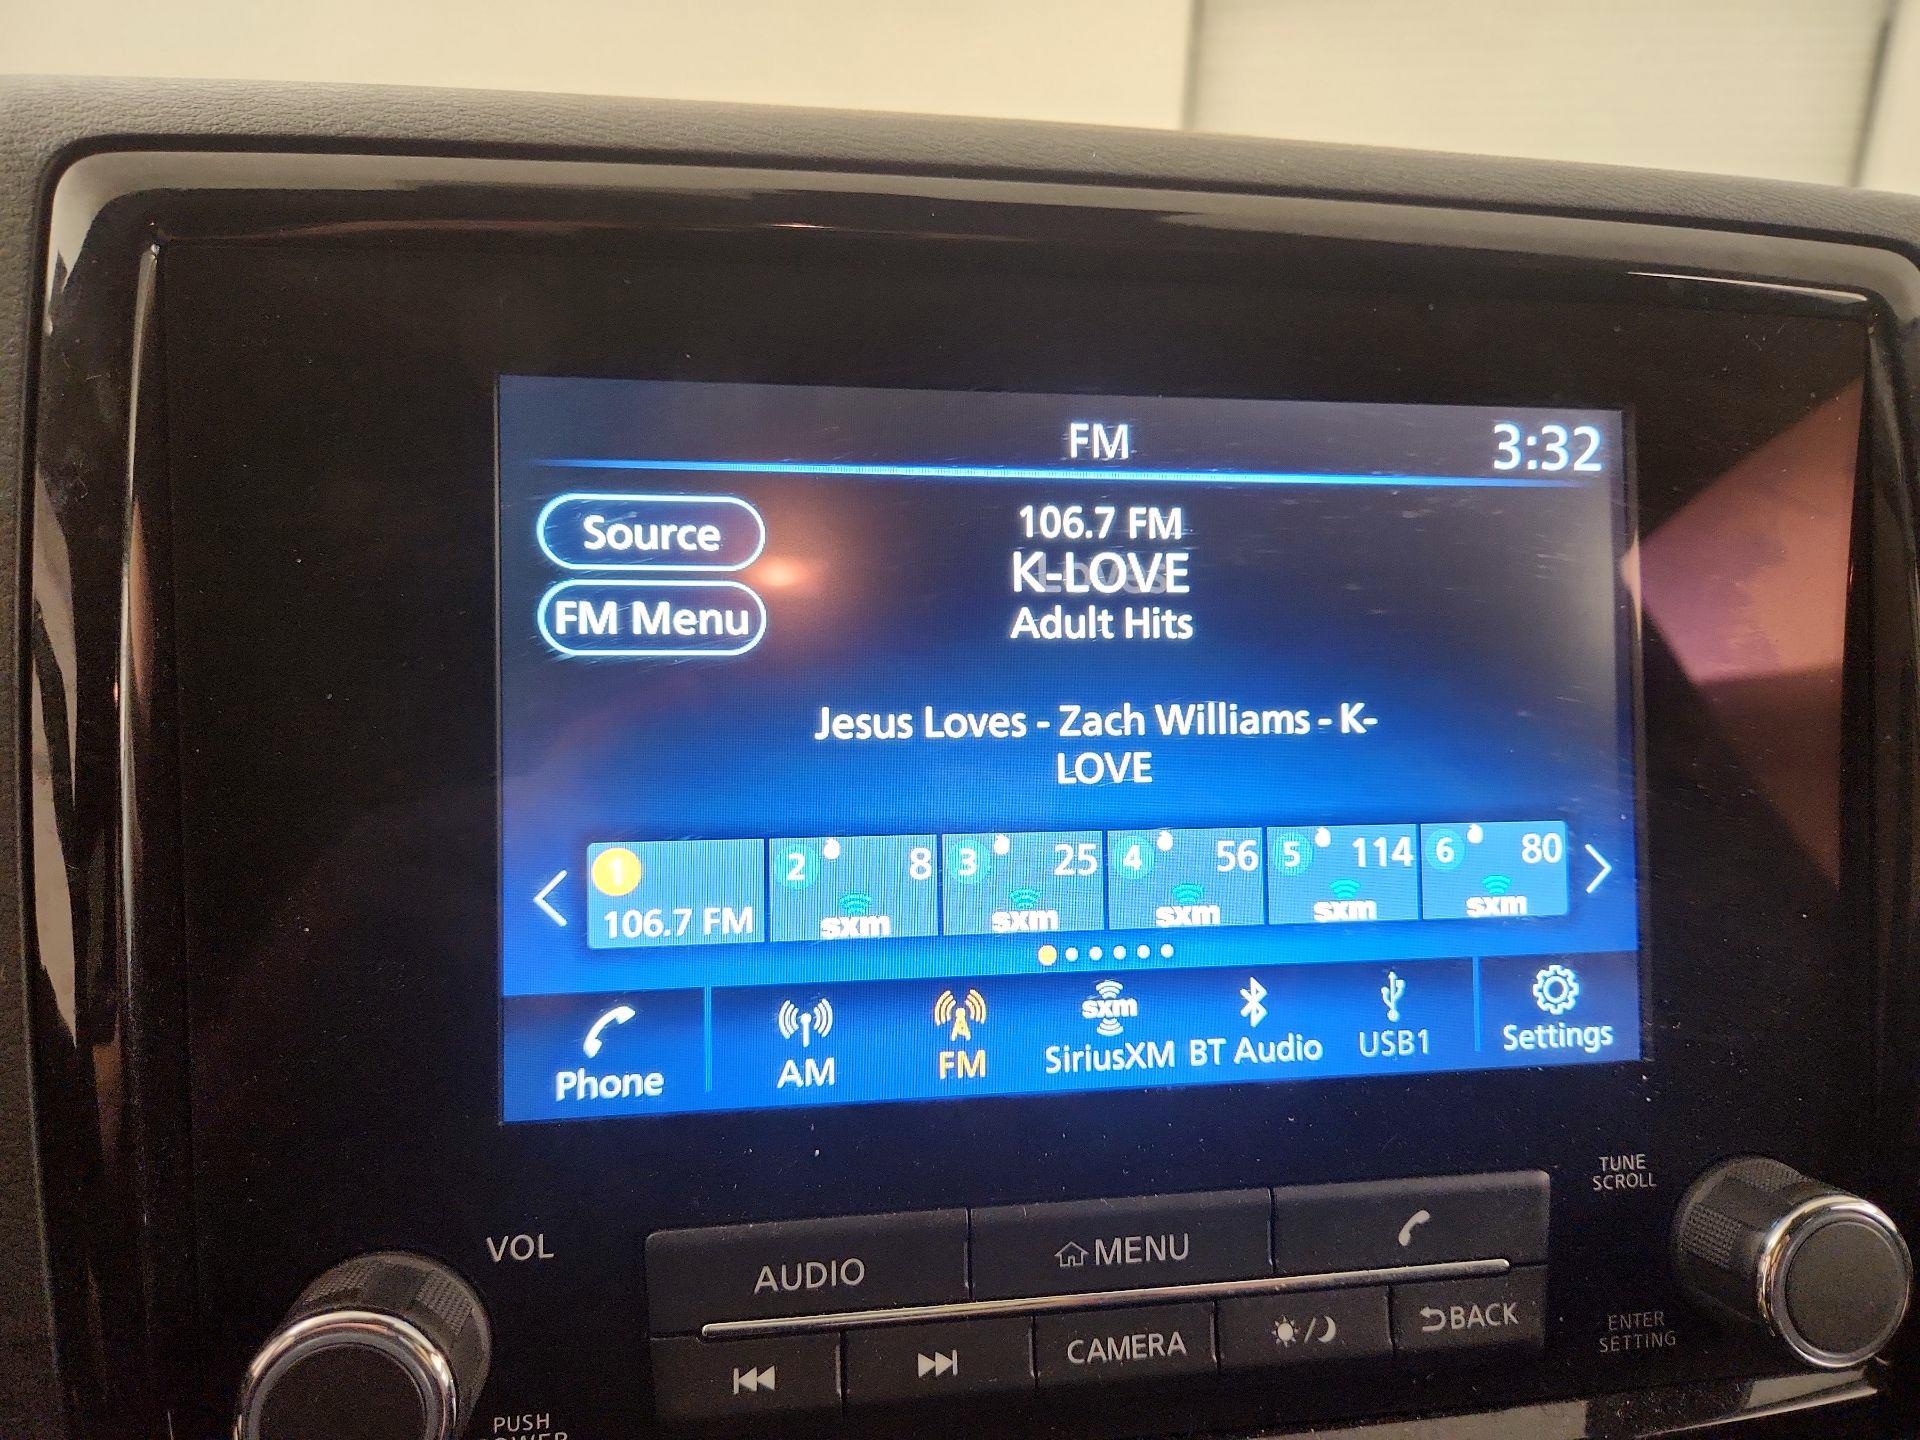 FM
3:32
Source
FM Menu
106.7 FM
K-LOVE
Adult Hits
Jesus Loves - Zach Williams - K-
LOVE
1
106.7 FM
2 8
sxm
3 25
sxm
4 56
sxm
5 114
sxm
6 80
sxm
Phone
AM
FM
sxm
SiriusXM
BT Audio
USB1
Settings
VOL
PUSH
POWER
AUDIO
MENU
CAMERA
BACK
TUNE
SCROLL
ENTER
SETTING